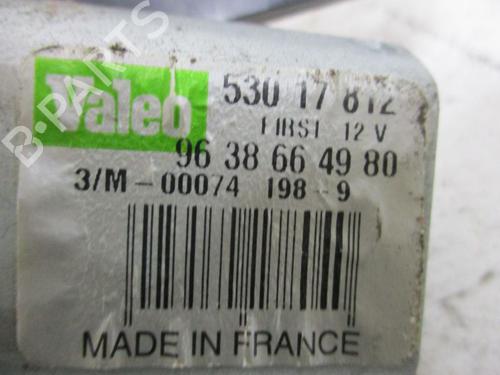 Valeo
530 17 812
FIRST 12 V
96 38 66 49 80
3/M-00074 198-9
MADE IN FRANCE
B-PARTS